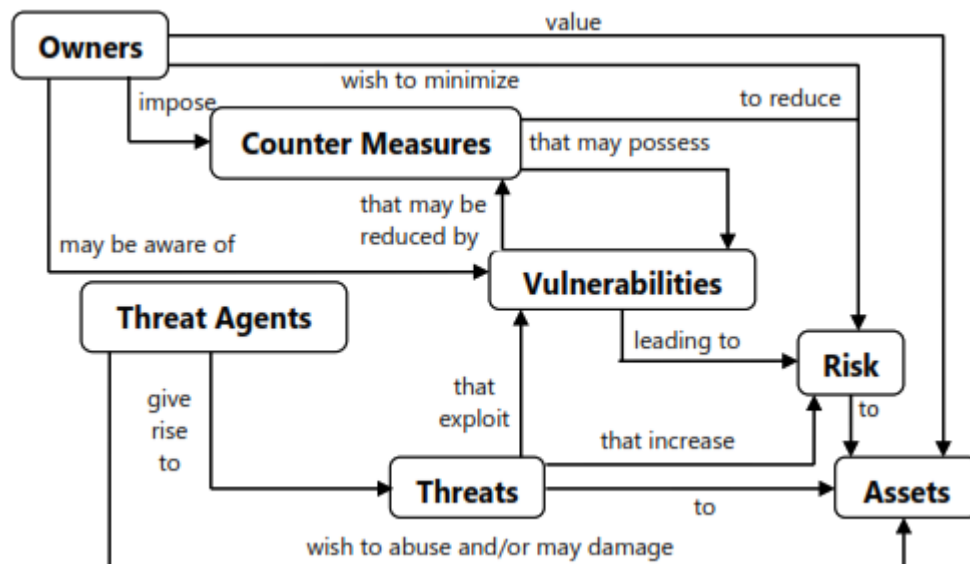 value
Owners
wish to minimize
impose
to reduce
Counter Measures
that may possess
that may be
reduced by
may be aware of
Vulnerabilities
Threat Agents
leading to
Risk
give
rise
to
that
exploit
to
that increase
Threats
to
Assets
wish to abuse and/or may damage